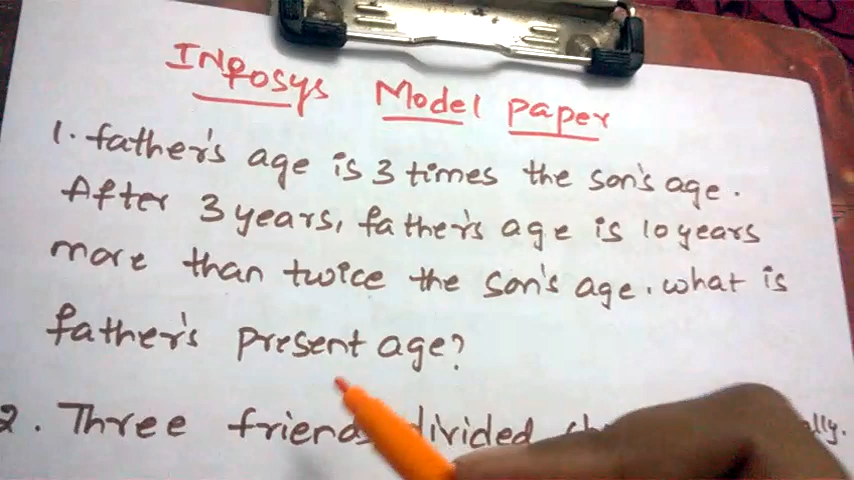 INfosys Model paper
1. father's age is 3 times the son's age.
After 3 years, father's age is 10 years
more than twice the son's age. what is
father's present age?
2. Three friends divided